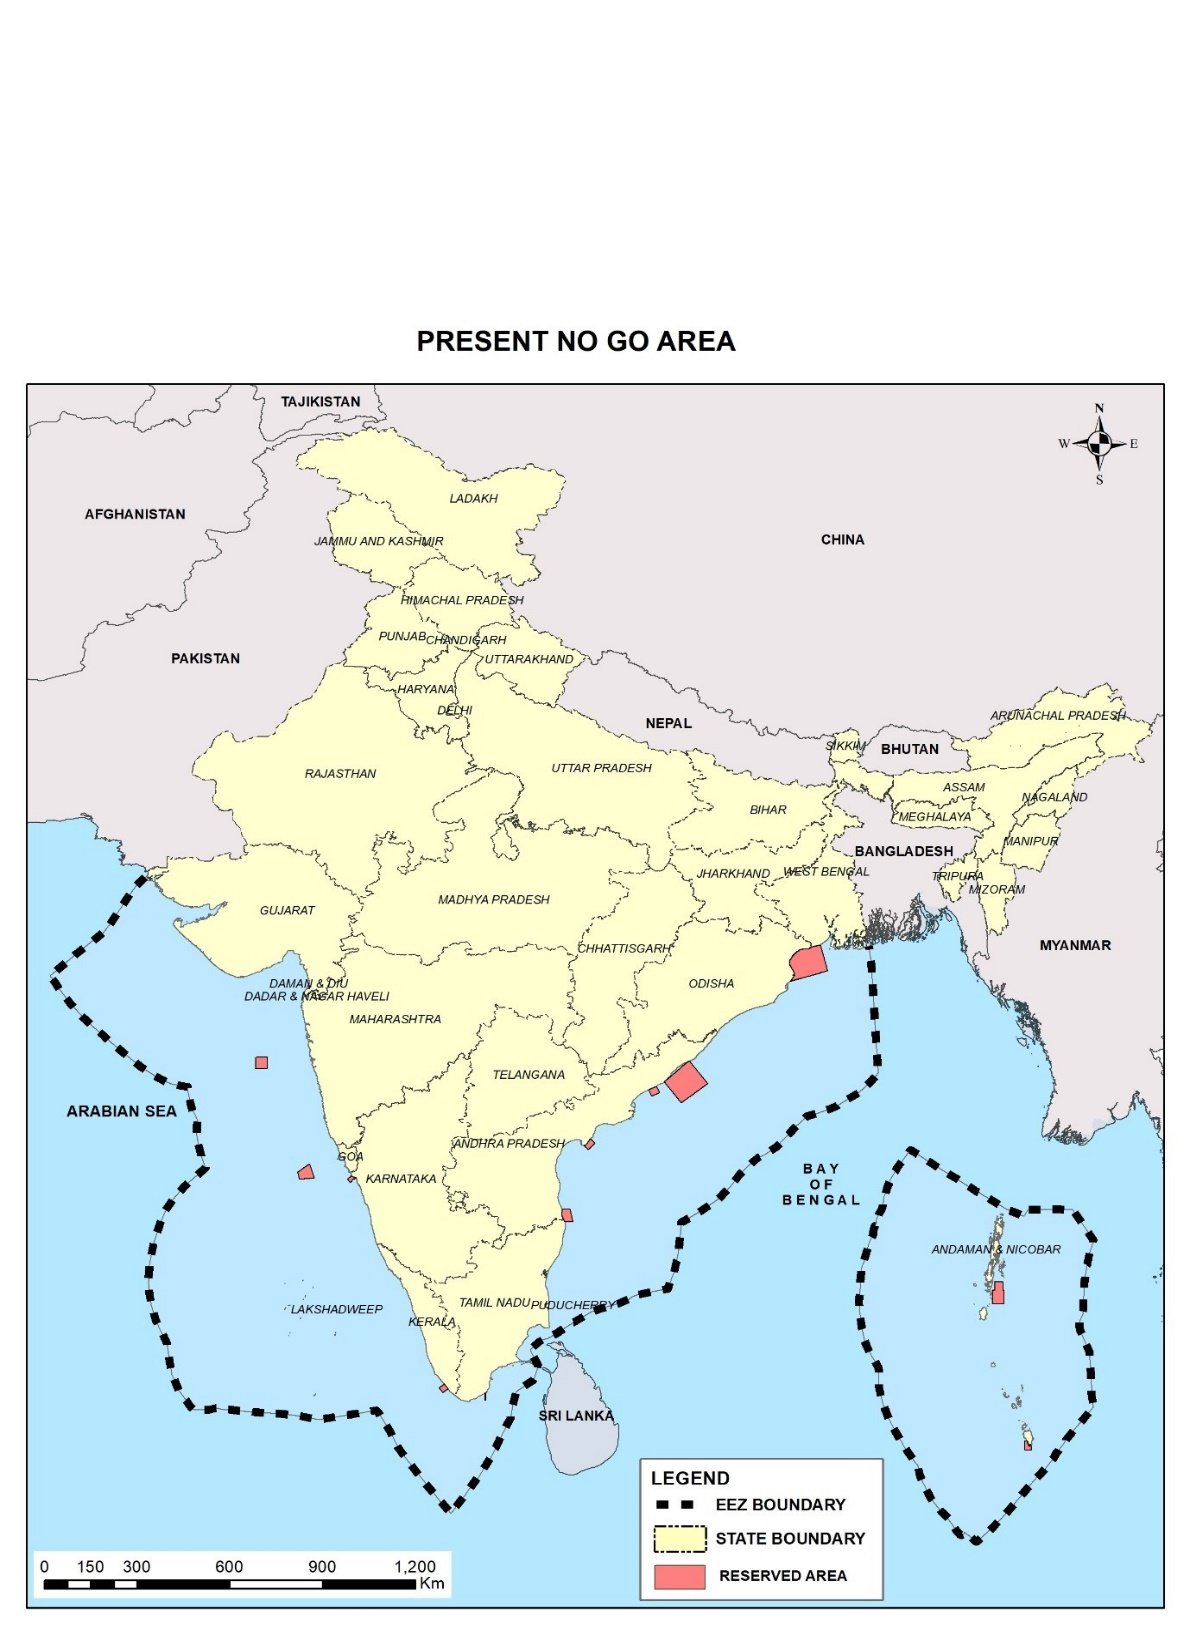 PRESENT NO GO AREA
TAJIKISTAN
N
W E
S
LADAKH
AFGHANISTAN
CHINA
JAMMU AND KASHMIR
HIMACHAL PRADESH
PUNJAB
CHANDIGARH
PAKISTAN
UTTARAKHAND
HARYANA
DELHI
NEPAL
ARUNACHAL PRADESH
SIKKIM
BHUTAN
RAJASTHAN
UTTAR PRADESH
ASSAM
NAGALAND
BIHAR
MEGHALAYA
MANIPUR
BANGLADESH
JHARKHAND
WEST BENGAL
TRIPURA
MIZORAM
GUJARAT
MADHYA PRADESH
CHHATTISGARH
MYANMAR
DAMAN & DIU
ODISHA
DADAR & NAGAR HAVELI
MAHARASHTRA
TELANGANA
ARABIAN SEA
ANDHRA PRADESH
GOA
KARNATAKA
BAY
OF
BENGAL
ANDAMAN & NICOBAR
LAKSHADWEEP
TAMIL NADU
PUDUCHERRY
KERALA
SRI LANKA
LEGEND
EEZ BOUNDARY
STATE BOUNDARY
RESERVED AREA
0 150 300 600 900 1,200
Km